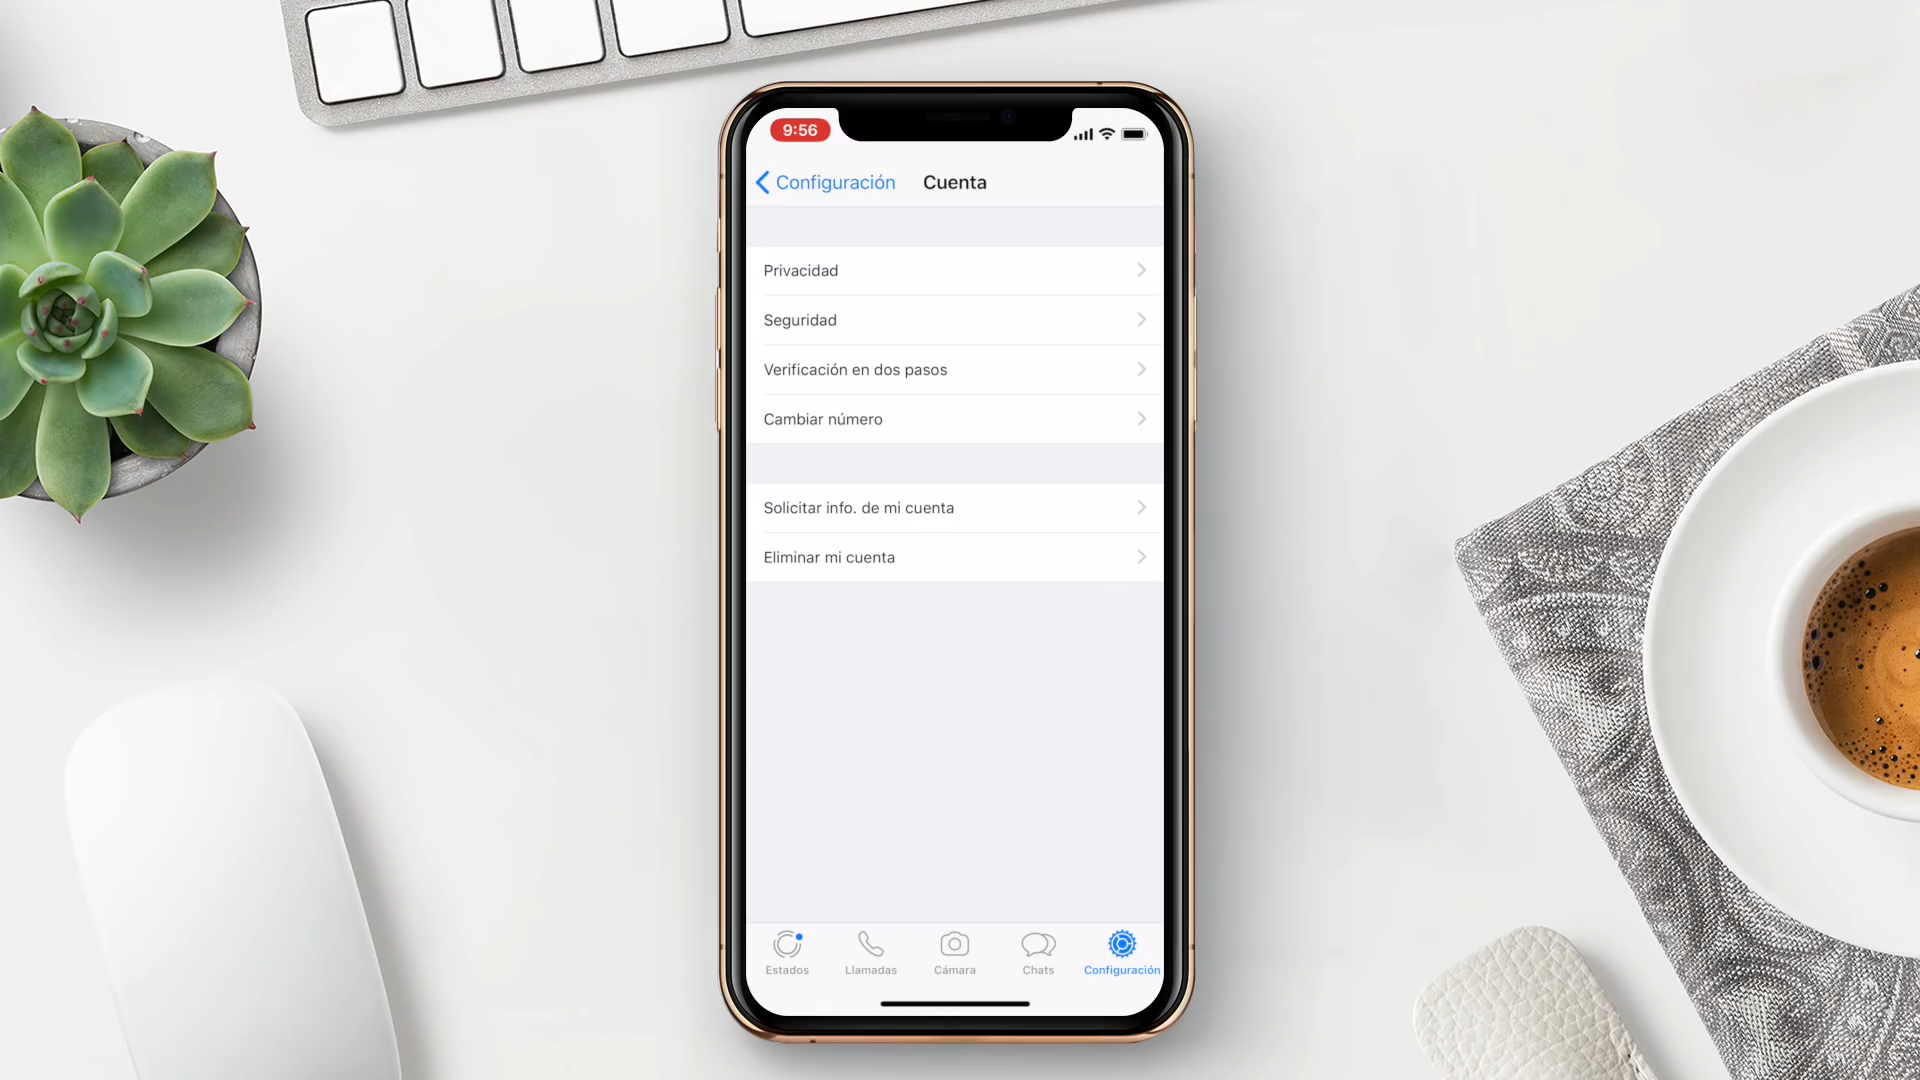 9:56
Configuración Cuenta
Privacidad
Seguridad
Verificación en dos pasos
Cambiar número
Solicitar info. de mi cuenta
Eliminar mi cuenta
Estados Llamadas Cámara Chats Configuración